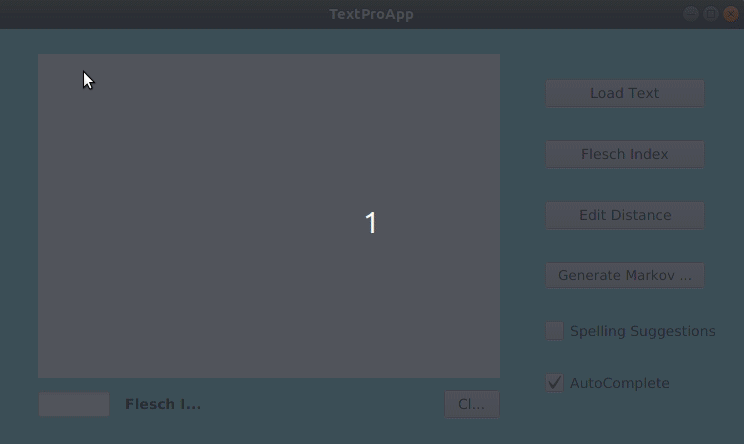 TextProApp
Load Text
Flesch Index
1
Edit Distance
Generate Markov ...
Spelling Suggestions
AutoComplete
Flesch I...
Cl...